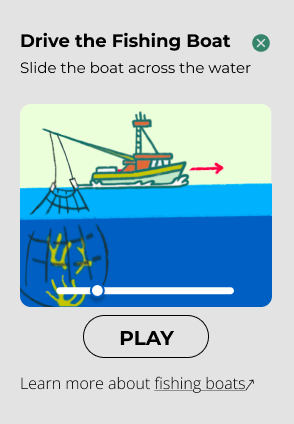 Drive the Fishing Boat
Slide the boat across the water
PLAY
Learn more about fishing boats↗